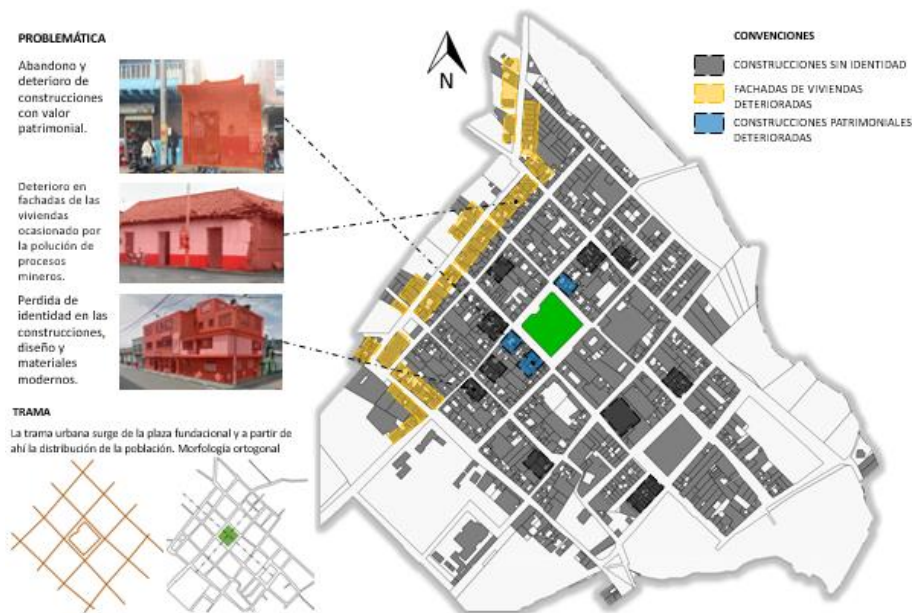 PROBLEMÁTICA
Abandono y
deterioro de
construcciones
con valor
patrimonial.
Deterioro en
fachadas de las
viviendas
ocasionado por
la polución de
procesos
mineros.
Perdida de
identidad en las
construcciones,
diseño y
materiales
modernos.
TRAMA
La trama urbana surge de la plaza fundacional y a partir de
ahí la distribución de la población. Morfología ortogonal
N
CONVENCIONES
CONSTRUCCIONES SIN IDENTIDAD
FACHADAS DE VIVIENDAS
DETERIORADAS
CONSTRUCCIONES PATRIMONIALES
DETERIORADAS